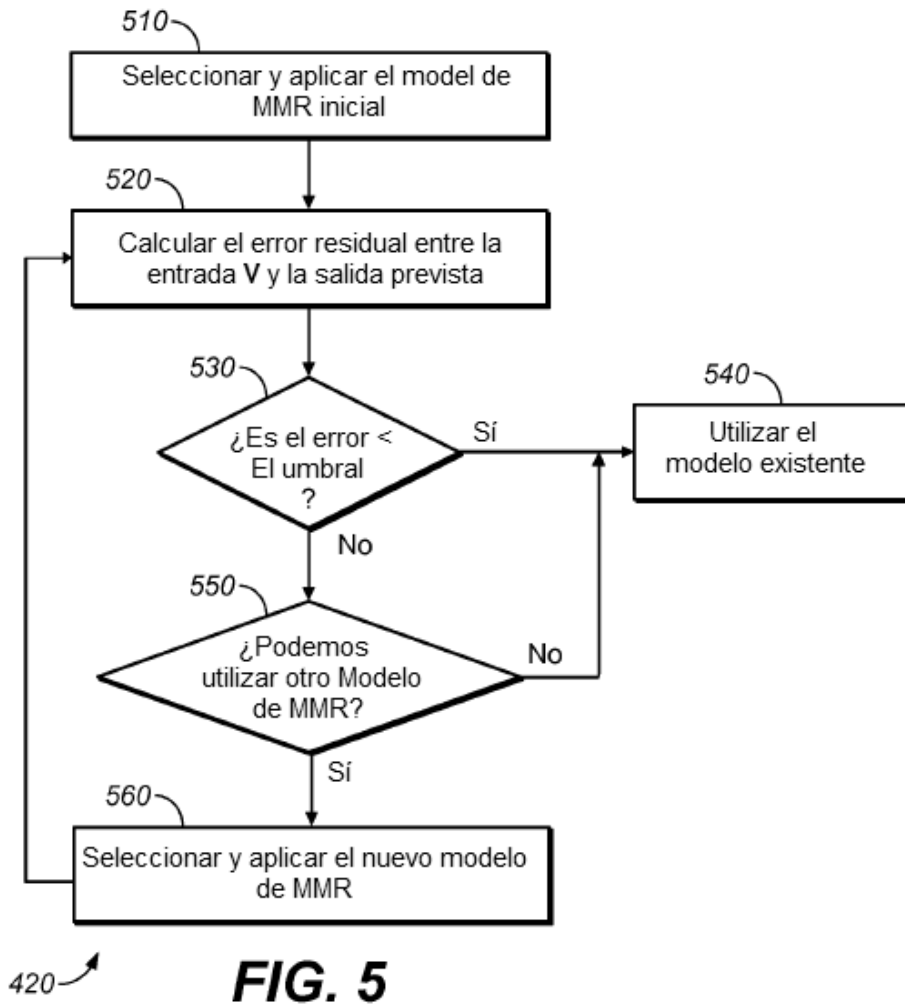 510
Seleccionar y aplicar el model de
MMR inicial
520
Calcular el error residual entre la
entrada V y la salida prevista
530
¿Es el error <
El umbral
?
Sí
540
Utilizar el
modelo existente
No
550
¿Podemos
utilizar otro Modelo
de MMR?
No
Sí
560
Seleccionar y aplicar el nuevo modelo
de MMR
420
FIG. 5